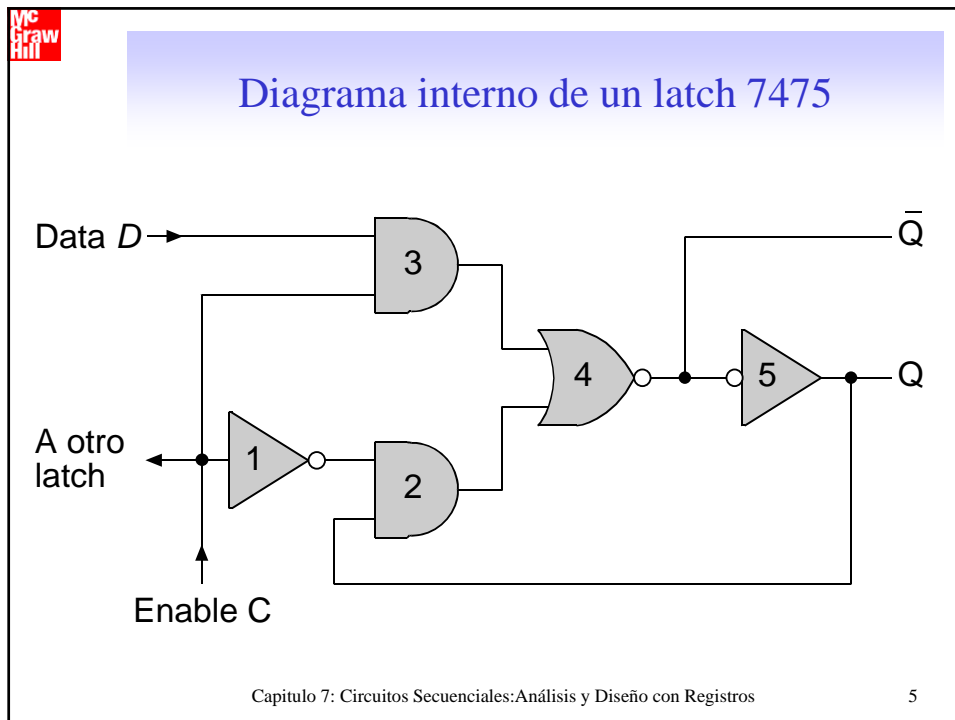 Mc
Graw
Hill
Diagrama interno de un latch 7475
Data D
3
Q̄
4
5
Q
A otro
latch
1
2
Enable C
Capitulo 7: Circuitos Secuenciales:Análisis y Diseño con Registros
5